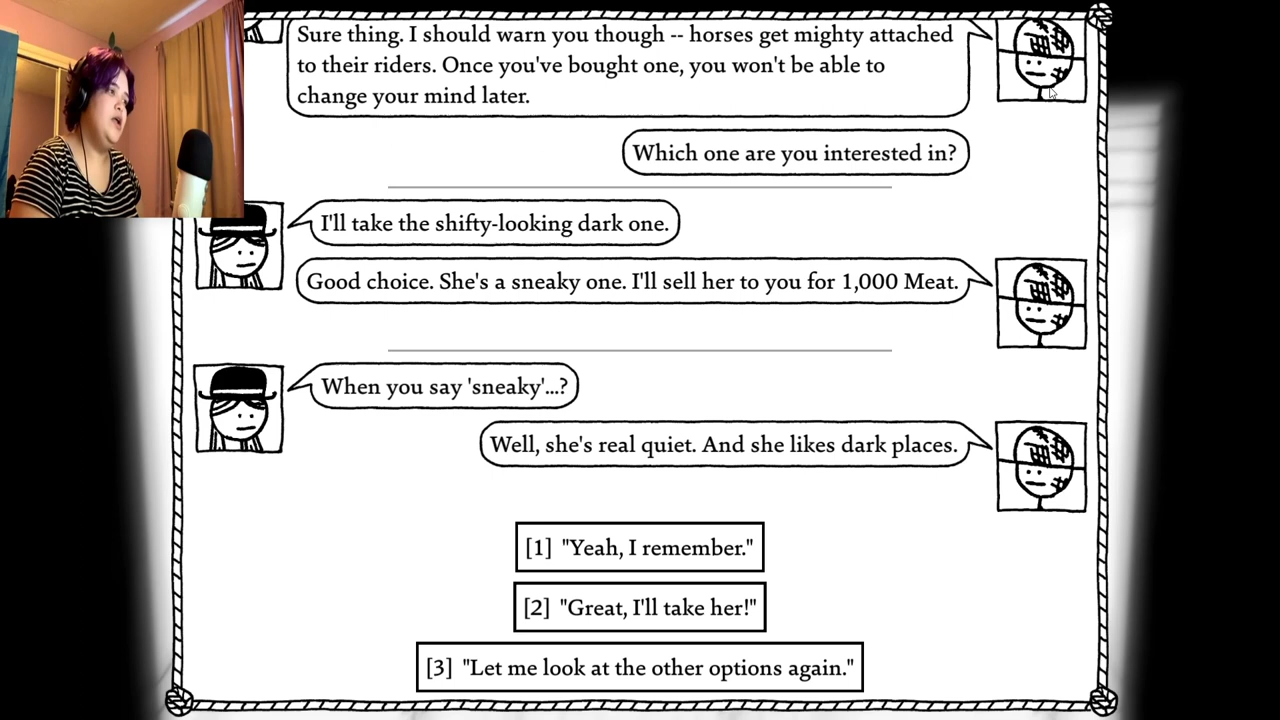 Sure thing. I should warn you though -- horses get mighty attached
to their riders. Once you've bought one, you won't be able to
change your mind later.
Which one are you interested in?
I'll take the shifty-looking dark one.
Good choice. She's a sneaky one. I'll sell her to you for 1,000 Meat.
When you say 'sneaky'...?
Well, she's real quiet. And she likes dark places.
[1] "Yeah, I remember."
[2] "Great, I'll take her!"
[3] "Let me look at the other options again."